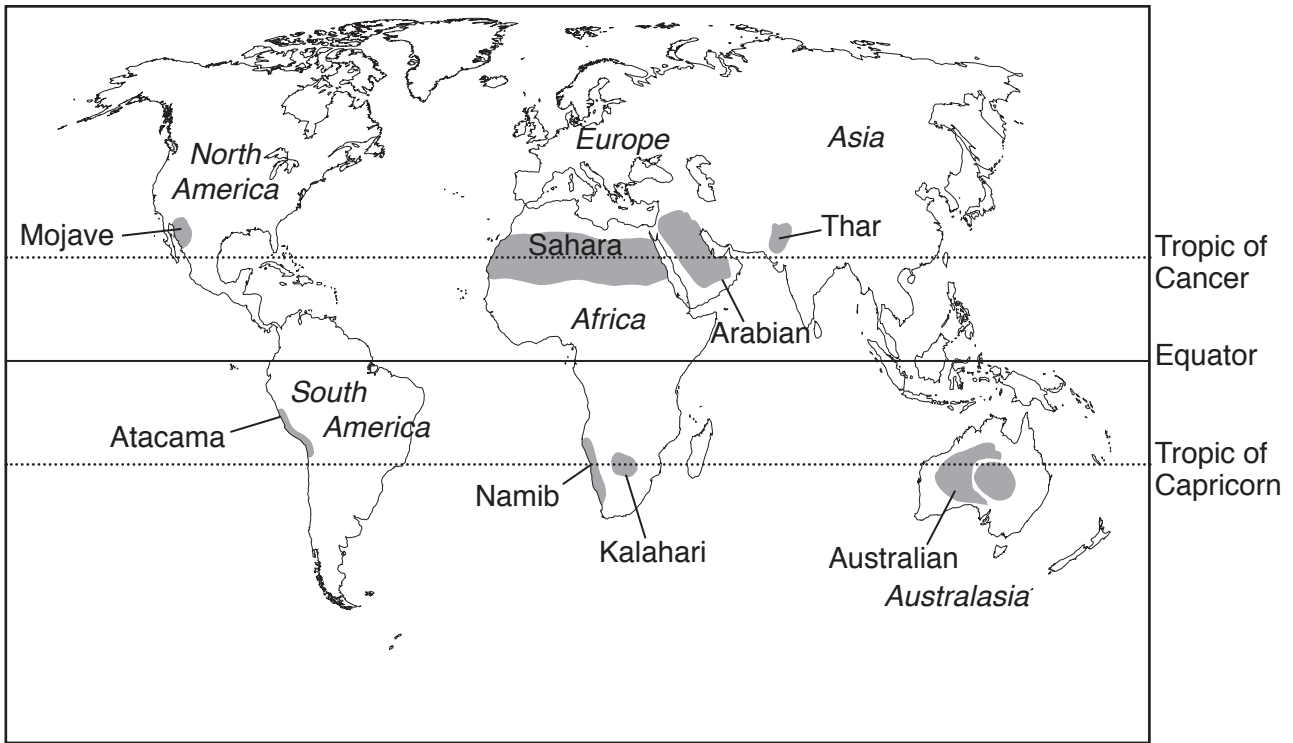 North
America
Europe
Asia
Mojave
Sahara
Thar
Tropic of
Cancer
Africa
Arabian
Equator
South
America
Atacama
Tropic of
Capricorn
Namib
Kalahari
Australian
Australasia